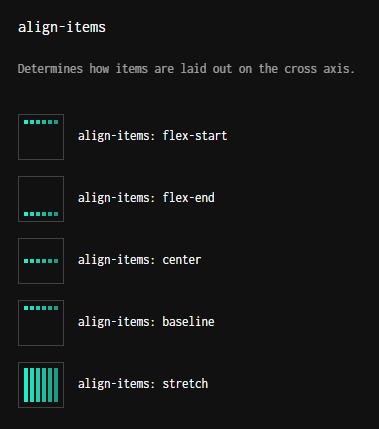 align-items
Determines how items are laid out on the cross axis.
align-items: flex-start
align-items: flex-end
align-items: center
align-items: baseline
align-items: stretch